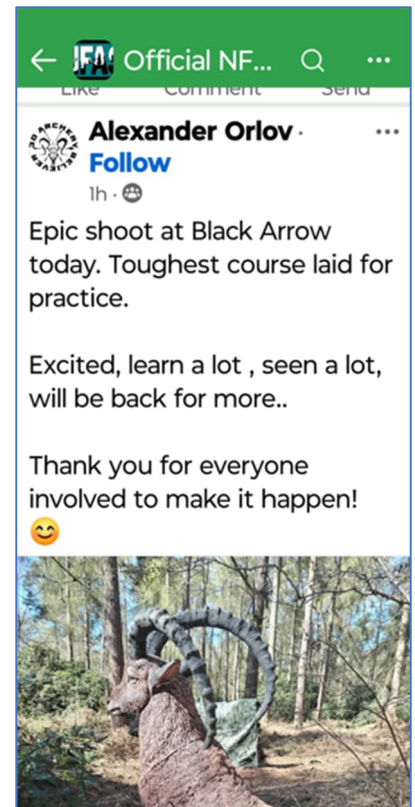 Official NF...
Like Comment Send
Alexander Orlov ·
Follow
1h ·
Epic shoot at Black Arrow
today. Toughest course laid for
practice.
Excited, learn a lot , seen a lot,
will be back for more..
Thank you for everyone
involved to make it happen!
😊